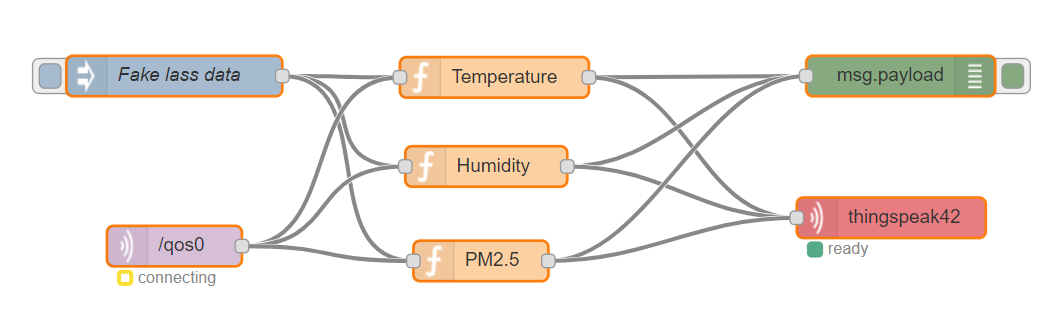 Fake lass data
Temperature
msg.payload
Humidity
/qos0
thingspeak42
connecting
PM2.5
ready